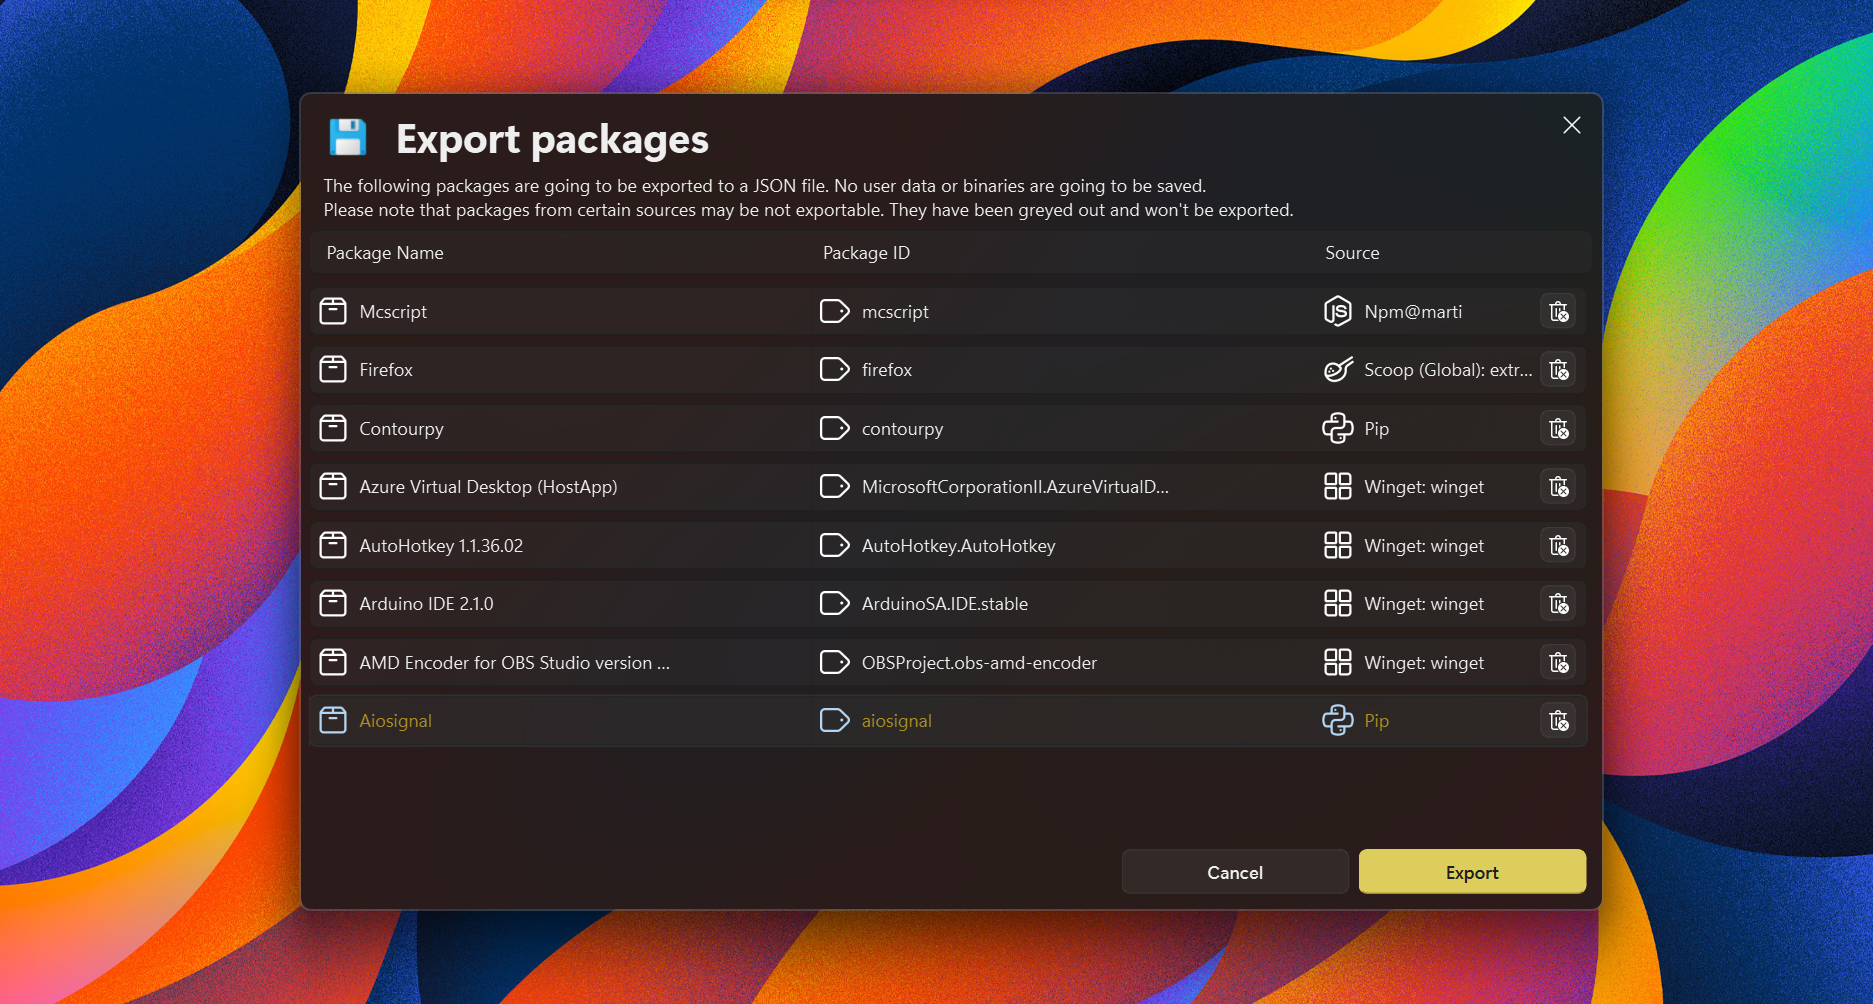 Export packages
The following packages are going to be exported to a JSON file. No user data or binaries are going to be saved.
Please note that packages from certain sources may be not exportable. They have been greyed out and won't be exported.
Package Name Package ID Source
Mcscript mcscript JS Npm@marti
Firefox firefox Scoop (Global): extr...
Contourpy contourpy Pip
Azure Virtual Desktop (HostApp) MicrosoftCorporationII.AzureVirtualD... Winget: winget
AutoHotkey 1.1.36.02 AutoHotkey.AutoHotkey Winget: winget
Arduino IDE 2.1.0 ArduinoSA.IDE.stable Winget: winget
AMD Encoder for OBS Studio version ... OBSProject.obs-amd-encoder Winget: winget
Aiosignal aiosignal Pip
Cancel Export